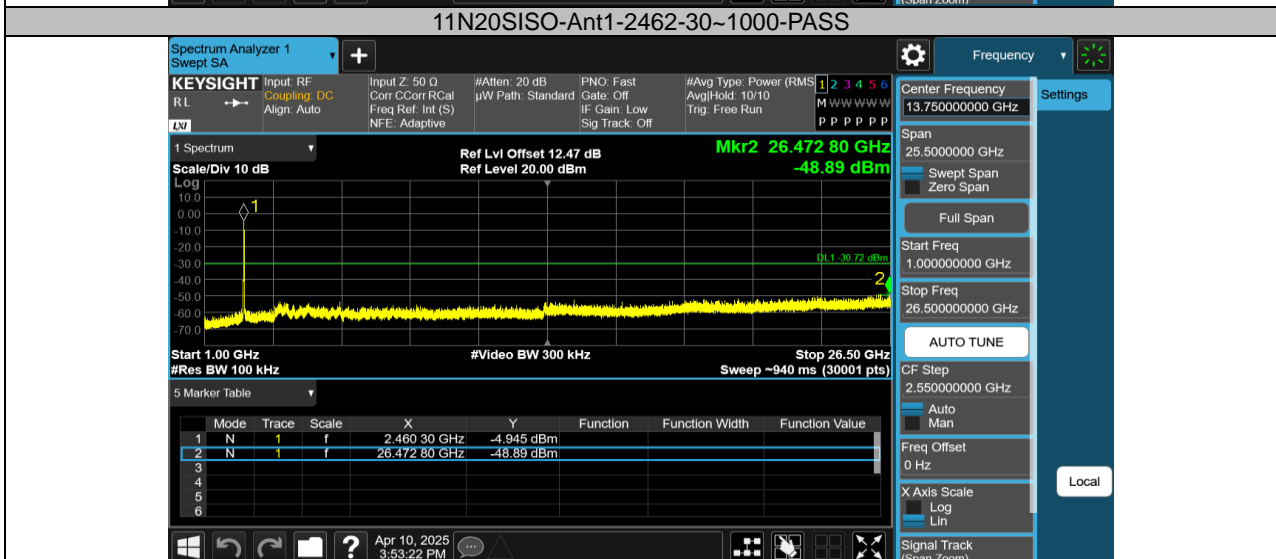 (Span Zoom)
11N20SISO-Ant1-2462-30~1000-PASS
Spectrum Analyzer 1
Swept SA
+
Frequency
KEYSIGHT
RL
LXI
Input: RF
Coupling: DC
Align: Auto
Input Z: 50 Ω
Corr CCorr RCal
Freq Ref: Int (S)
NFE: Adaptive
#Atten: 20 dB
µW Path: Standard
PNO: Fast
Gate: Off
IF Gain: Low
Sig Track: Off
#Avg Type: Power (RMS
Avg|Hold: 10/10
Trig: Free Run
1 2 3 4 5 6
M W W W W W
P P P P P P
Center Frequency
13.750000000 GHz
Settings
1 Spectrum
Scale/Div 10 dB
Ref Lvl Offset 12.47 dB
Ref Level 20.00 dBm
Mkr2 26.472 80 GHz
-48.89 dBm
Span
25.5000000 GHz
Swept Span
Zero Span
Full Span
Start Freq
1.000000000 GHz
Stop Freq
26.500000000 GHz
AUTO TUNE
CF Step
2.550000000 GHz
Auto
Man
Freq Offset
0 Hz
X Axis Scale
Log
Lin
Signal Track
(Span Zoom)
Local
Log
10.0
0.00
-10.0
-20.0
-30.0
-40.0
-50.0
-60.0
-70.0
1
DL1 -30.72 dBm
2
Start 1.00 GHz
#Res BW 100 kHz
#Video BW 300 kHz
Stop 26.50 GHz
Sweep ~940 ms (30001 pts)
5 Marker Table
Mode Trace Scale X Y Function Function Width Function Value
1 N 1 f 2.460 30 GHz -4.945 dBm
2 N 1 f 26.472 80 GHz -48.89 dBm
3
4
5
6
?
Apr 10, 2025
3:53:22 PM